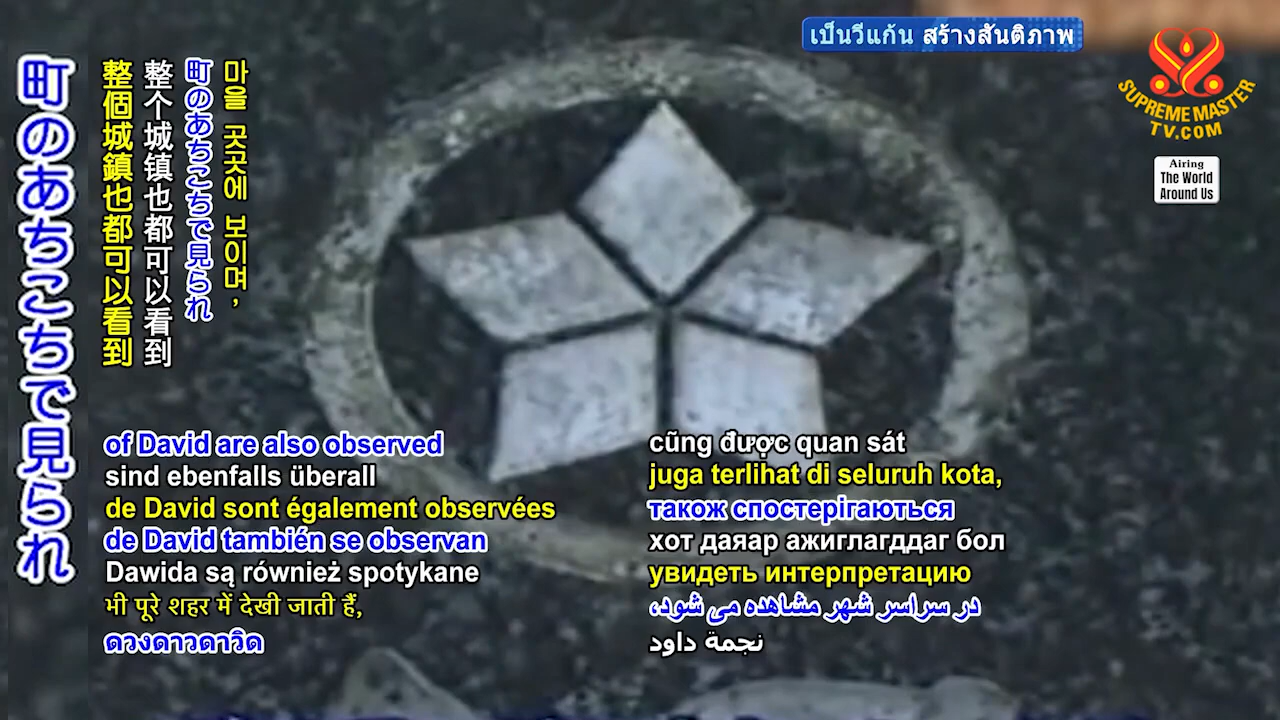 เป็นวีแก้น สร้างสันติภาพ
SUPREME MASTER
TV.COM
Airing
The World
Around Us
町のあちこちで見られ
整個城鎮也都可以看到
整个城镇也都可以看到
町のあちこちで見られ
마을 곳곳에 보이며,
of David are also observed
sind ebenfalls überall
de David sont également observées
de David también se observan
Dawida są również spotykane
भी पूरे शहर में देखी जाती हैं,
ดวงดาวดาวิด
cũng được quan sát
juga terlihat di seluruh kota,
також спостерігаються
хот даяар ажиглагддаг бол
увидеть интерпретацию
در سراسر شهر مشاهده می شود،
نجمة داود